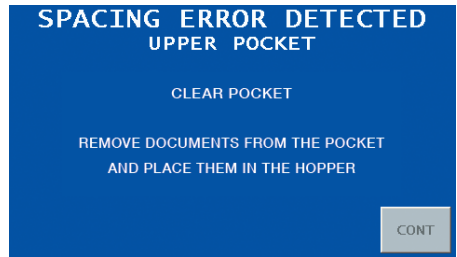 SPACING ERROR DETECTED
UPPER POCKET
CLEAR POCKET
REMOVE DOCUMENTS FROM THE POCKET
AND PLACE THEM IN THE HOPPER
CONT